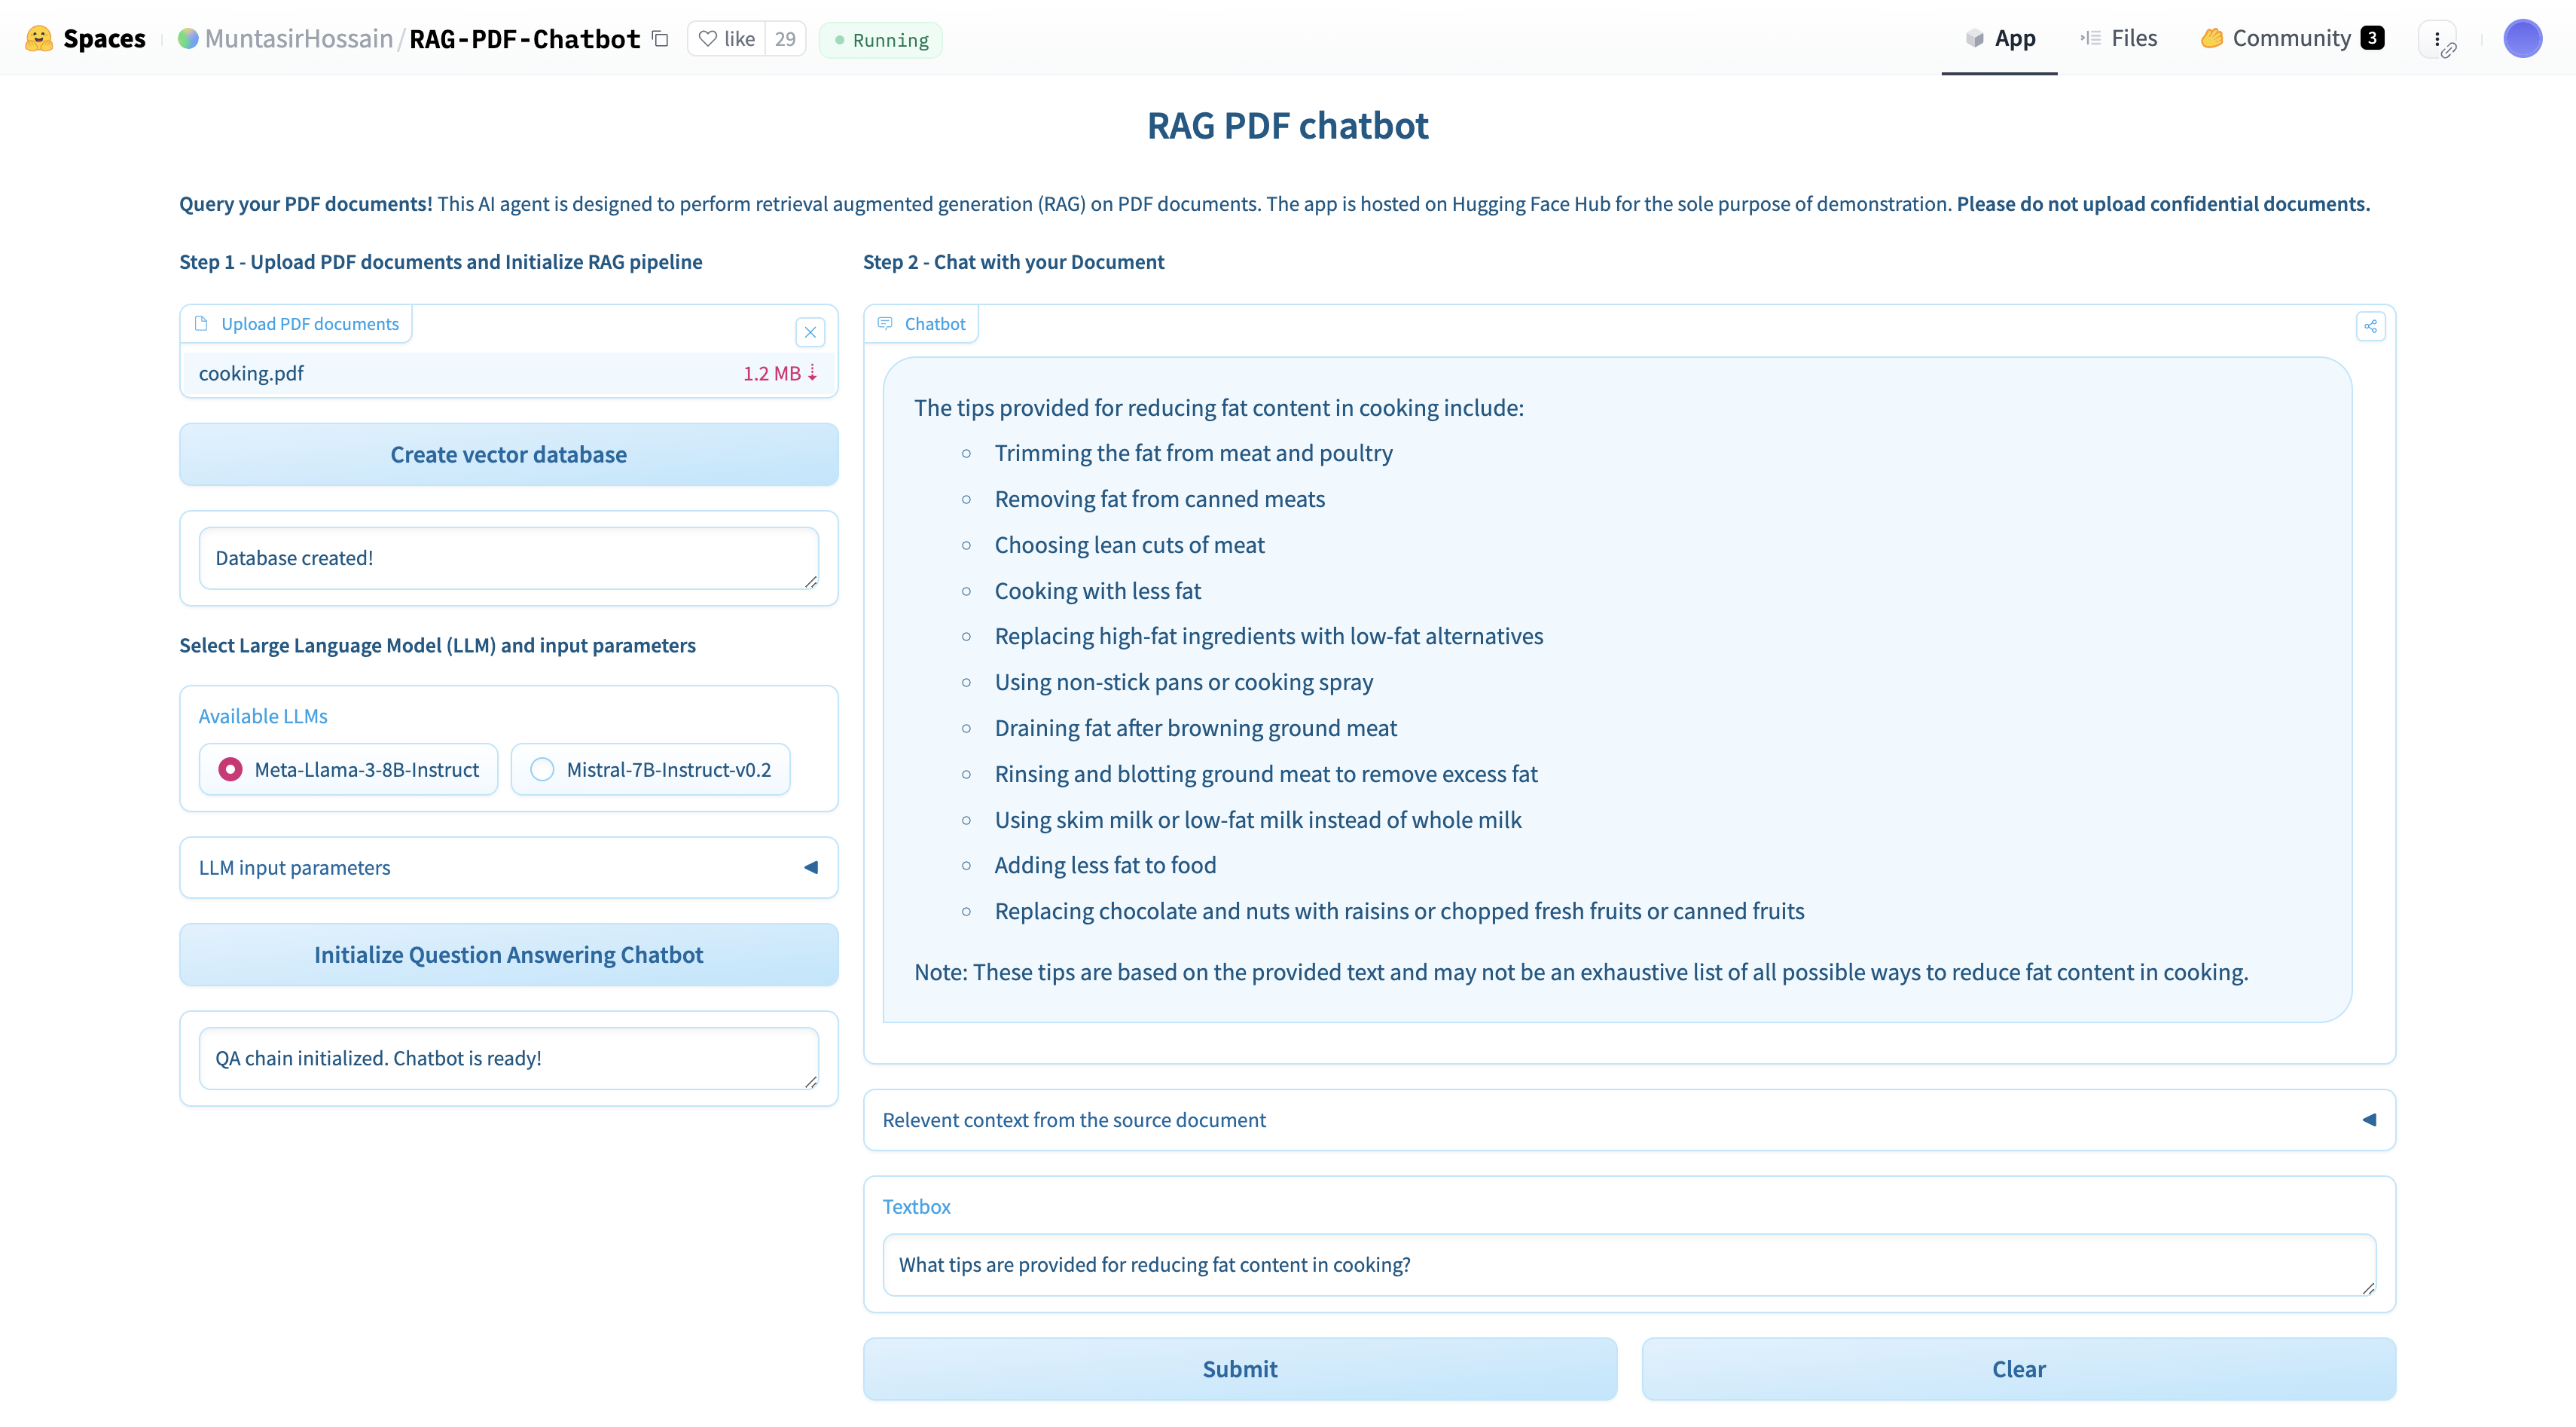 Spaces
MuntasirHossain/RAG-PDF-Chatbot
like 29
Running
App
Files
Community 3
RAG PDF chatbot
Query your PDF documents! This AI agent is designed to perform retrieval augmented generation (RAG) on PDF documents. The app is hosted on Hugging Face Hub for the sole purpose of demonstration. Please do not upload confidential documents.
Step 1 - Upload PDF documents and Initialize RAG pipeline
Upload PDF documents
cooking.pdf 1.2 MB ⇣
Create vector database
Database created!
Select Large Language Model (LLM) and input parameters
Available LLMs
Meta-Llama-3-8B-Instruct
Mistral-7B-Instruct-v0.2
LLM input parameters
Initialize Question Answering Chatbot
QA chain initialized. Chatbot is ready!
Step 2 - Chat with your Document
Chatbot
The tips provided for reducing fat content in cooking include:
Trimming the fat from meat and poultry
Removing fat from canned meats
Choosing lean cuts of meat
Cooking with less fat
Replacing high-fat ingredients with low-fat alternatives
Using non-stick pans or cooking spray
Draining fat after browning ground meat
Rinsing and blotting ground meat to remove excess fat
Using skim milk or low-fat milk instead of whole milk
Adding less fat to food
Replacing chocolate and nuts with raisins or chopped fresh fruits or canned fruits
Note: These tips are based on the provided text and may not be an exhaustive list of all possible ways to reduce fat content in cooking.
Relevent context from the source document
Textbox
What tips are provided for reducing fat content in cooking?
Submit
Clear